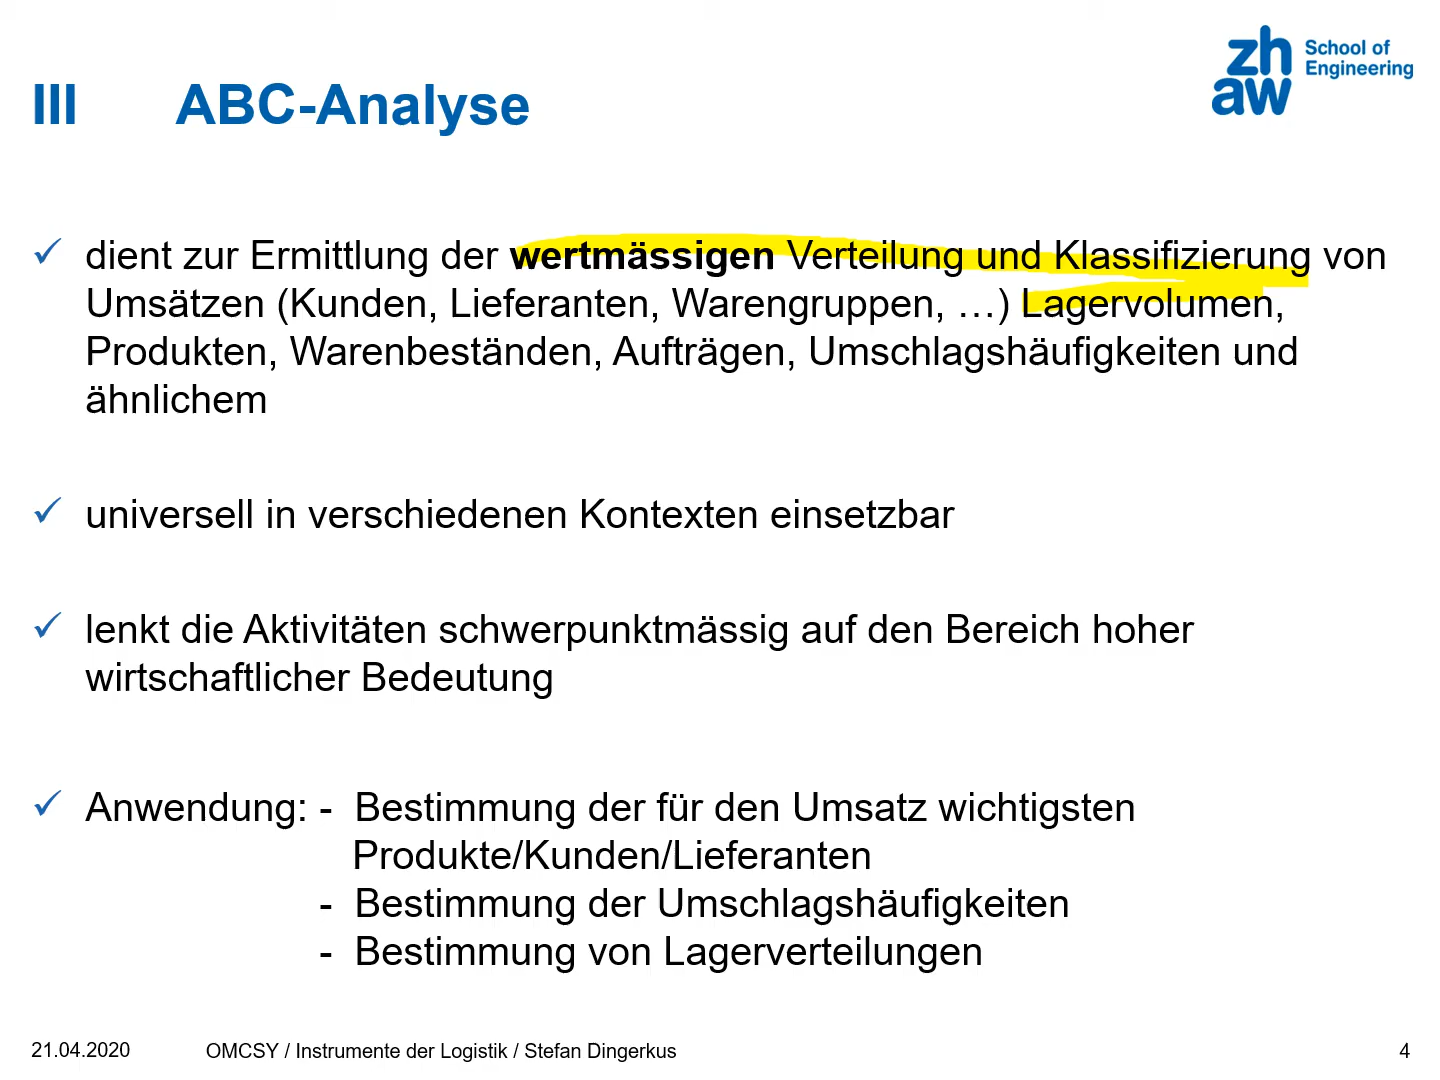 zh
aw
School of
Engineering
III ABC-Analyse
✓ dient zur Ermittlung der wertmässigen Verteilung und Klassifizierung von
Umsätzen (Kunden, Lieferanten, Warengruppen, …) Lagervolumen,
Produkten, Warenbeständen, Aufträgen, Umschlagshäufigkeiten und
ähnlichem
✓ universell in verschiedenen Kontexten einsetzbar
✓ lenkt die Aktivitäten schwerpunktmässig auf den Bereich hoher
wirtschaftlicher Bedeutung
✓ Anwendung: - Bestimmung der für den Umsatz wichtigsten
Produkte/Kunden/Lieferanten
- Bestimmung der Umschlagshäufigkeiten
- Bestimmung von Lagerverteilungen
21.04.2020 OMCSY / Instrumente der Logistik / Stefan Dingerkus 4